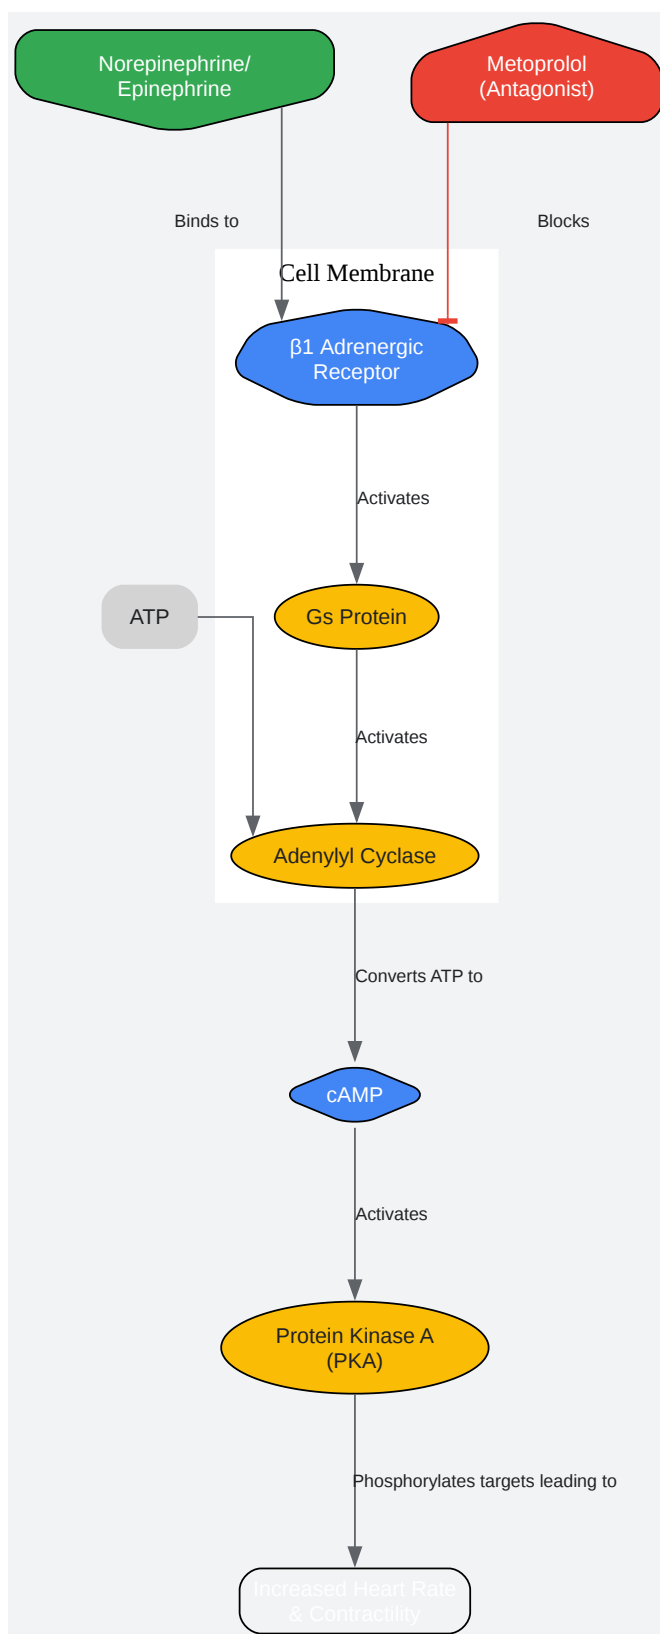 Norepinephrine/
Epinephrine
Metoprolol
(Antagonist)
Binds to
Blocks
Cell Membrane
β1 Adrenergic
Receptor
Activates
ATP
Gs Protein
Activates
Adenylyl Cyclase
Converts ATP to
cAMP
Activates
Protein Kinase A
(PKA)
Phosphorylates targets leading to
Increased Heart Rate
& Contractility